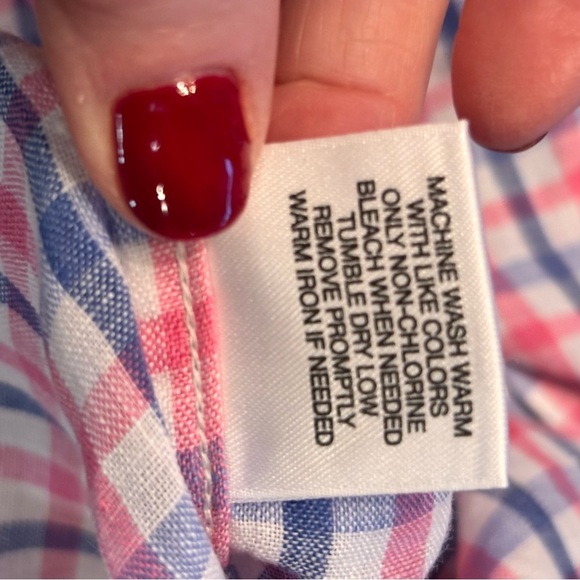 MACHINE WASH WARM
WITH LIKE COLORS
ONLY NON-CHLORINE
BLEACH WHEN NEEDED
TUMBLE DRY LOW
REMOVE PROMPTLY
WARM IRON IF NEEDED